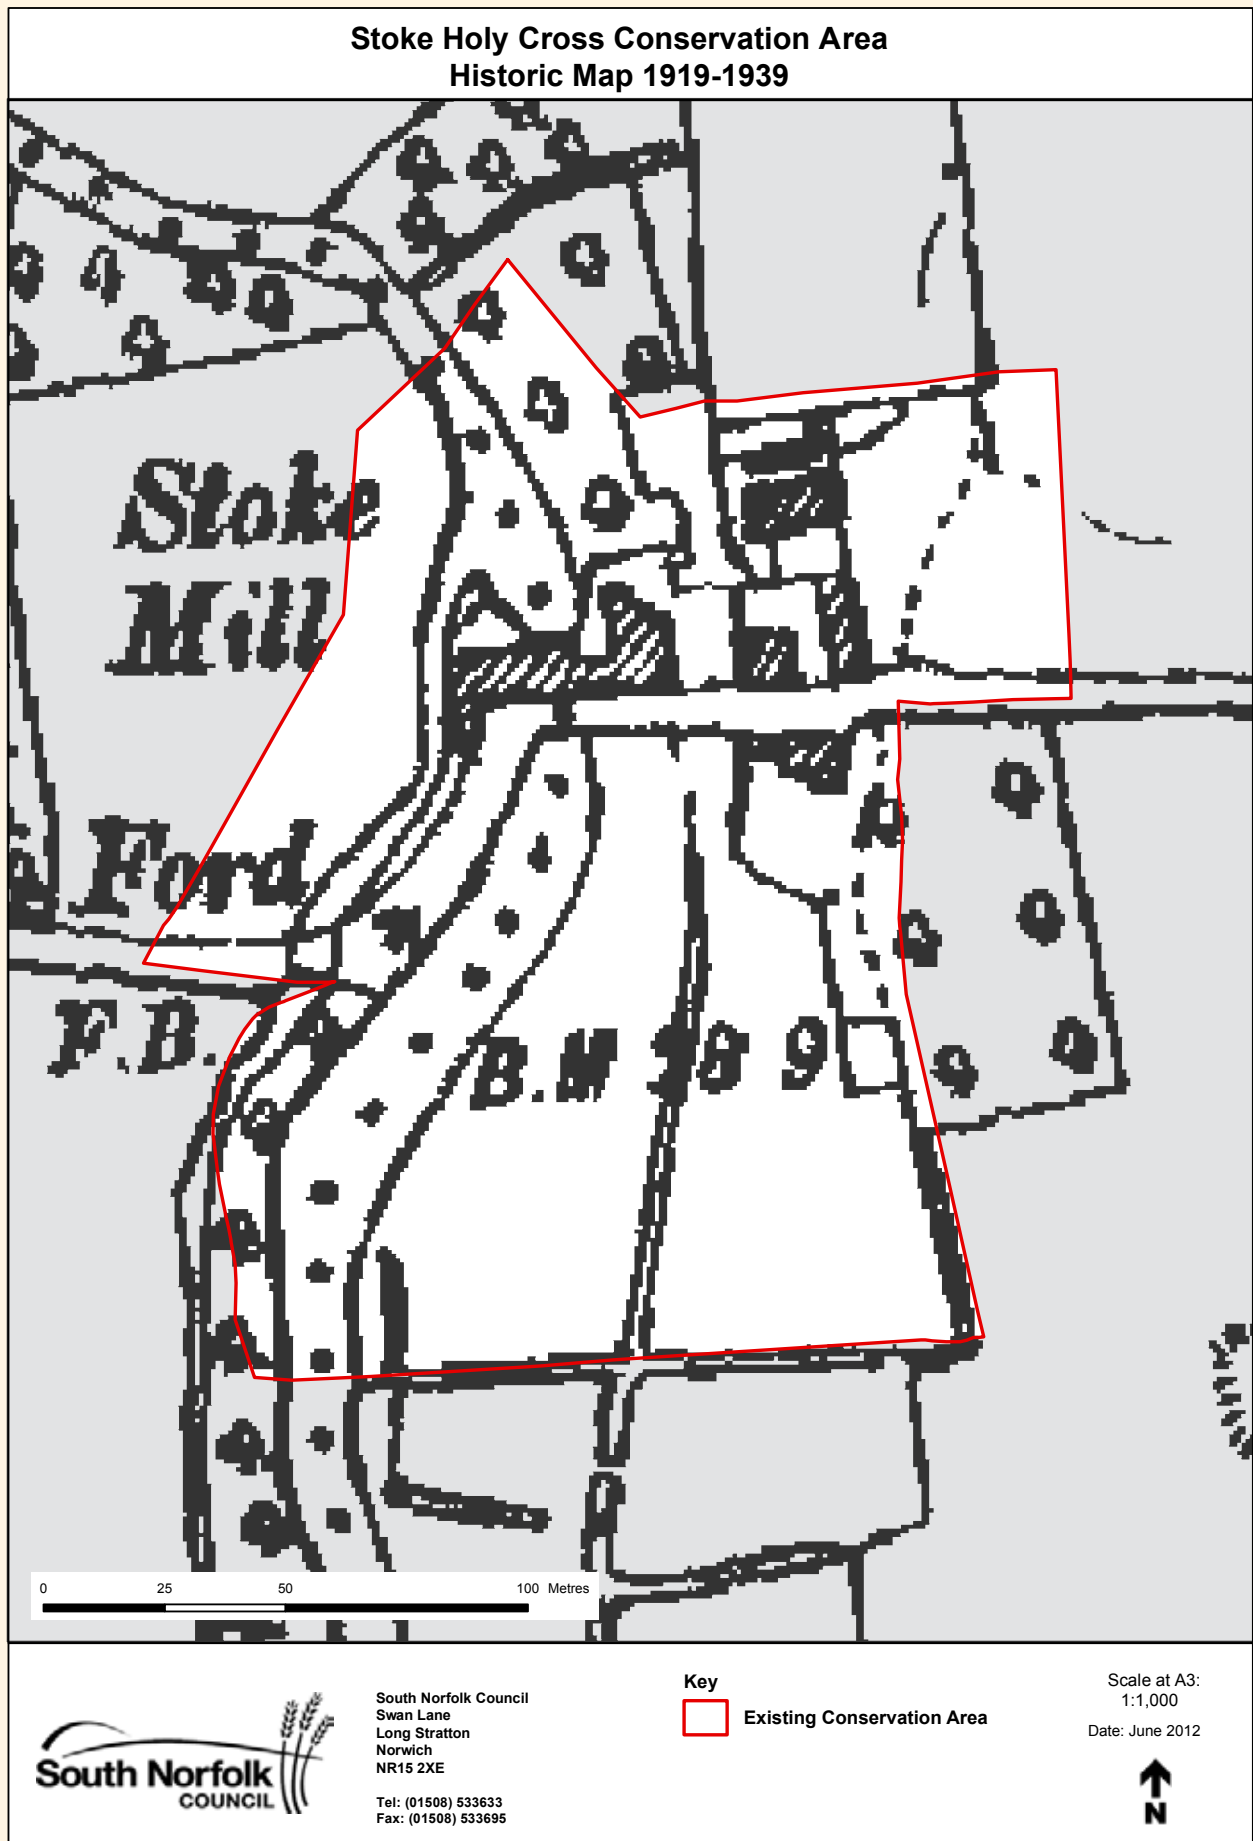 Stoke Holy Cross Conservation Area
Historic Map 1919-1939
Stoke
Mill
Ford
F.B.
B.M 89
0 25 50 100 Metres
South Norfolk
COUNCIL
South Norfolk Council
Swan Lane
Long Stratton
Norwich
NR15 2XE
Tel: (01508) 533633
Fax: (01508) 533695
Key
Existing Conservation Area
Scale at A3:
1:1,000
Date: June 2012
N